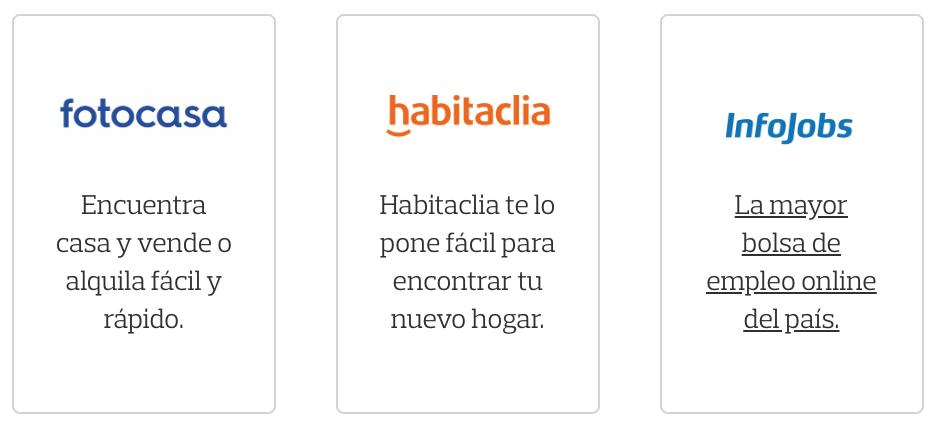 fotocasa
Encuentra
casa y vende o
alquila fácil y
rápido.
habitaclia
Habitaclia te lo
pone fácil para
encontrar tu
nuevo hogar.
InfoJobs
La mayor
bolsa de
empleo online
del país.